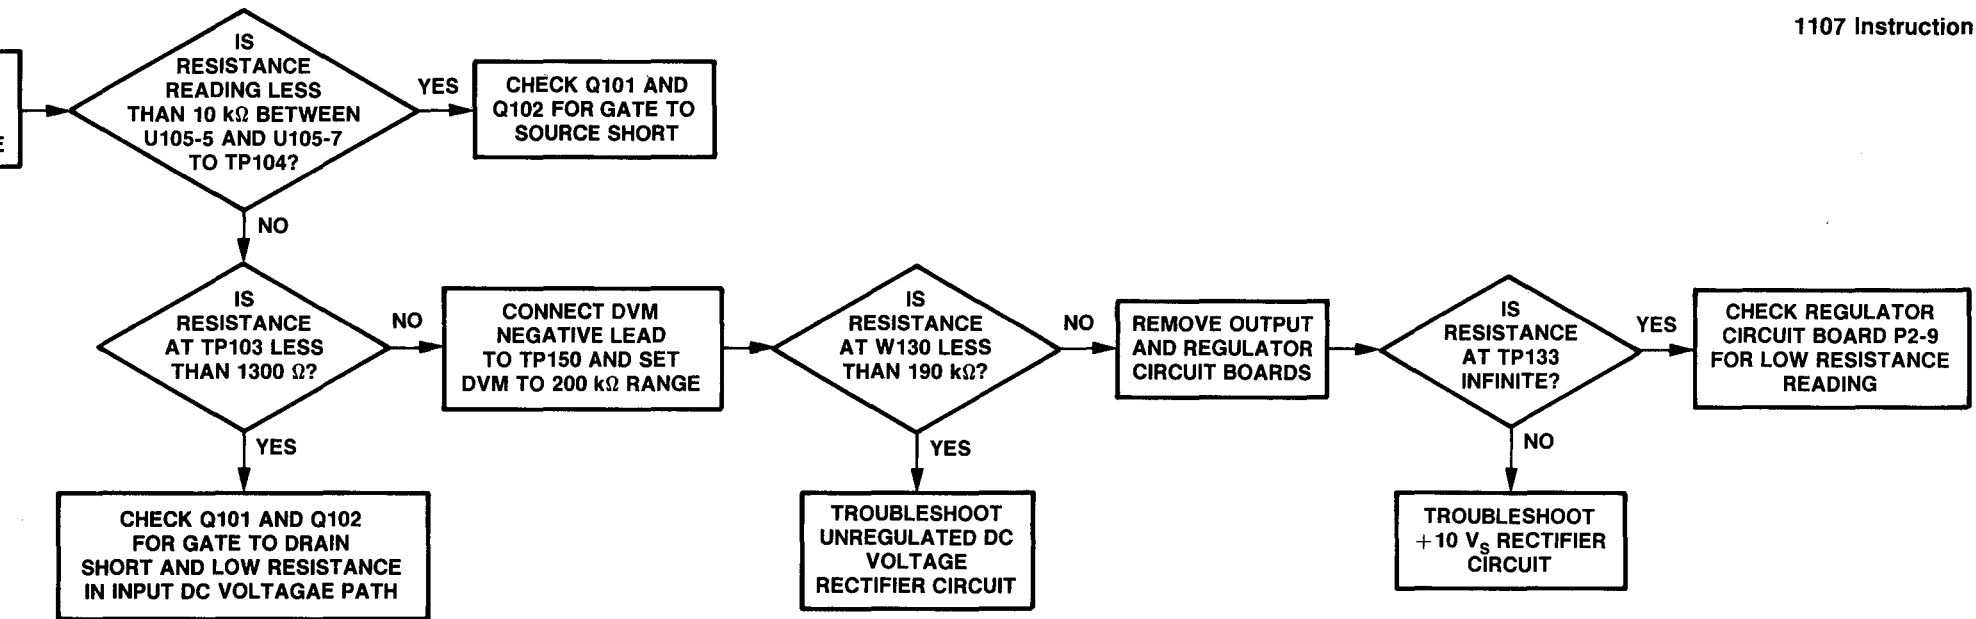 1107 Instruction
E
IS
RESISTANCE
READING LESS
THAN 10 kΩ BETWEEN
U105-5 AND U105-7
TO TP104?
YES
CHECK Q101 AND
Q102 FOR GATE TO
SOURCE SHORT
NO
IS
RESISTANCE
AT TP103 LESS
THAN 1300 Ω?
NO
CONNECT DVM
NEGATIVE LEAD
TO TP150 AND SET
DVM TO 200 kΩ RANGE
IS
RESISTANCE
AT W130 LESS
THAN 190 kΩ?
NO
REMOVE OUTPUT
AND REGULATOR
CIRCUIT BOARDS
IS
RESISTANCE
AT TP133
INFINITE?
YES
CHECK REGULATOR
CIRCUIT BOARD P2-9
FOR LOW RESISTANCE
READING
YES
CHECK Q101 AND Q102
FOR GATE TO DRAIN
SHORT AND LOW RESISTANCE
IN INPUT DC VOLTAGAE PATH
YES
TROUBLESHOOT
UNREGULATED DC
VOLTAGE
RECTIFIER CIRCUIT
NO
TROUBLESHOOT
+10 VS RECTIFIER
CIRCUIT